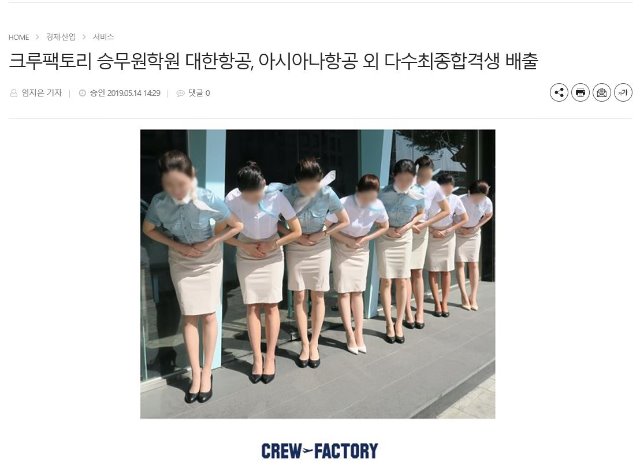 HOME > 경제·산업 > 서비스
크루팩토리 승무원학원 대한항공, 아시아나항공 외 다수최종합격생 배출
임지은 기자 | 승인 2019.05.14 14:29 | 댓글 0
가
CREW FACTORY